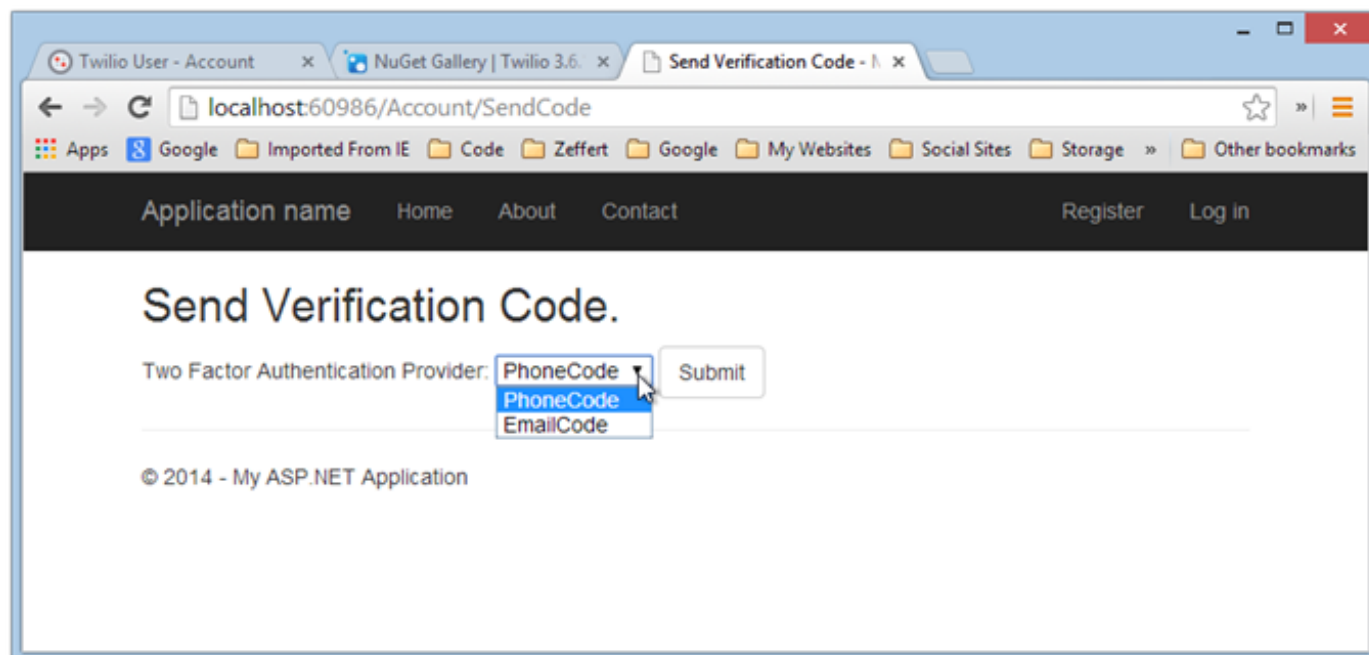 Twilio User - Account
NuGet Gallery | Twilio 3.6.
Send Verification Code -
localhost:60986/Account/SendCode
Apps Google Imported From IE Code Zeffert Google My Websites Social Sites Storage » Other bookmarks
Application name Home About Contact Register Log in
Send Verification Code.
Two Factor Authentication Provider: PhoneCode Submit
PhoneCode
EmailCode
© 2014 - My ASP.NET Application